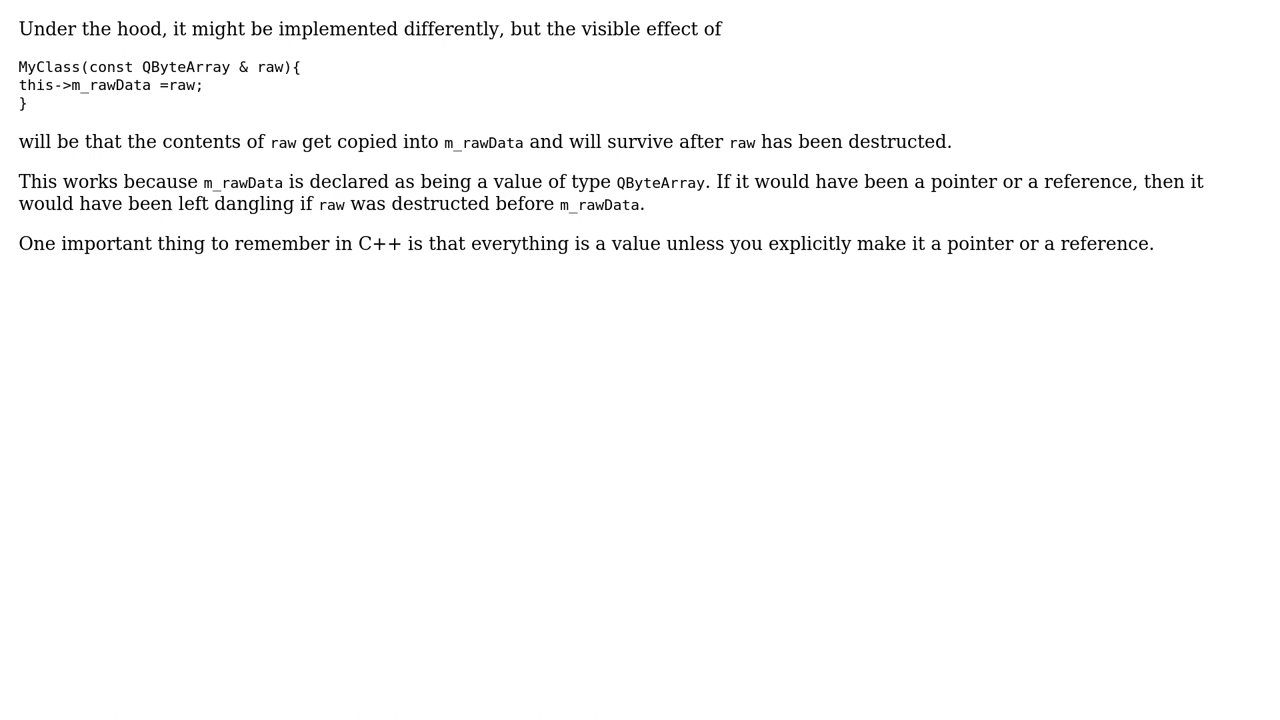 Under the hood, it might be implemented differently, but the visible effect of
MyClass(const QByteArray & raw){
this->m_rawData =raw;
}
will be that the contents of raw get copied into m_rawData and will survive after raw has been destructed.
This works because m_rawData is declared as being a value of type QByteArray. If it would have been a pointer or a reference, then it
would have been left dangling if raw was destructed before m_rawData.
One important thing to remember in C++ is that everything is a value unless you explicitly make it a pointer or a reference.